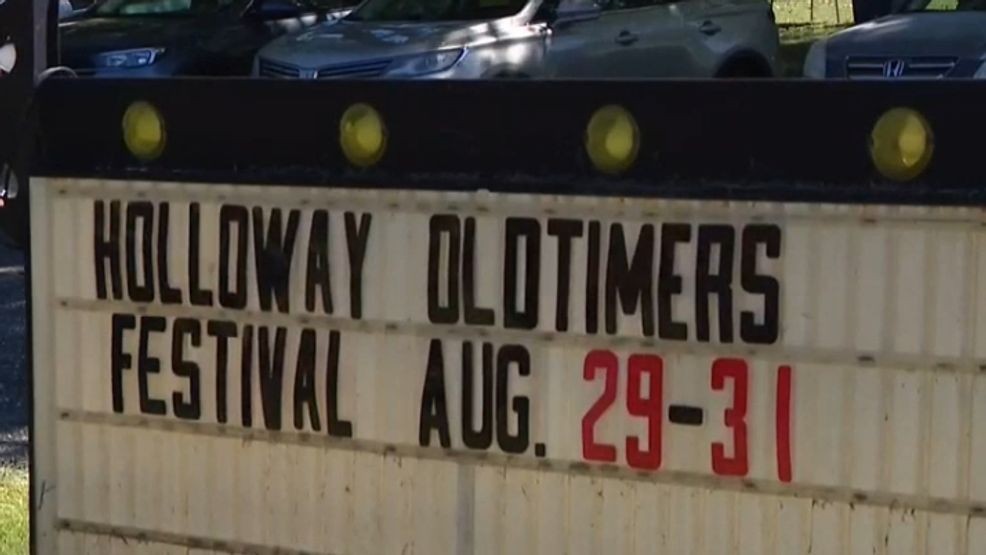 HOLLOWAY OLDTIMERS
FESTIVAL AUG. 29-31